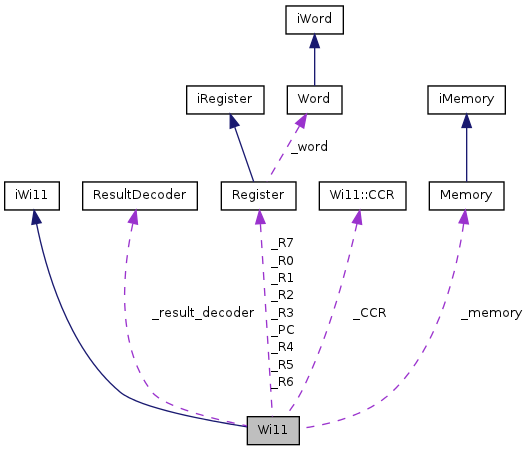 iWord
iRegister
Word
iMemory
_word
iWi11
ResultDecoder
Register
Wi11::CCR
Memory
_R7
_R0
_R1
_R2
_R3
_PC
_R4
_R5
_R6
_result_decoder
_CCR
_memory
Wi11